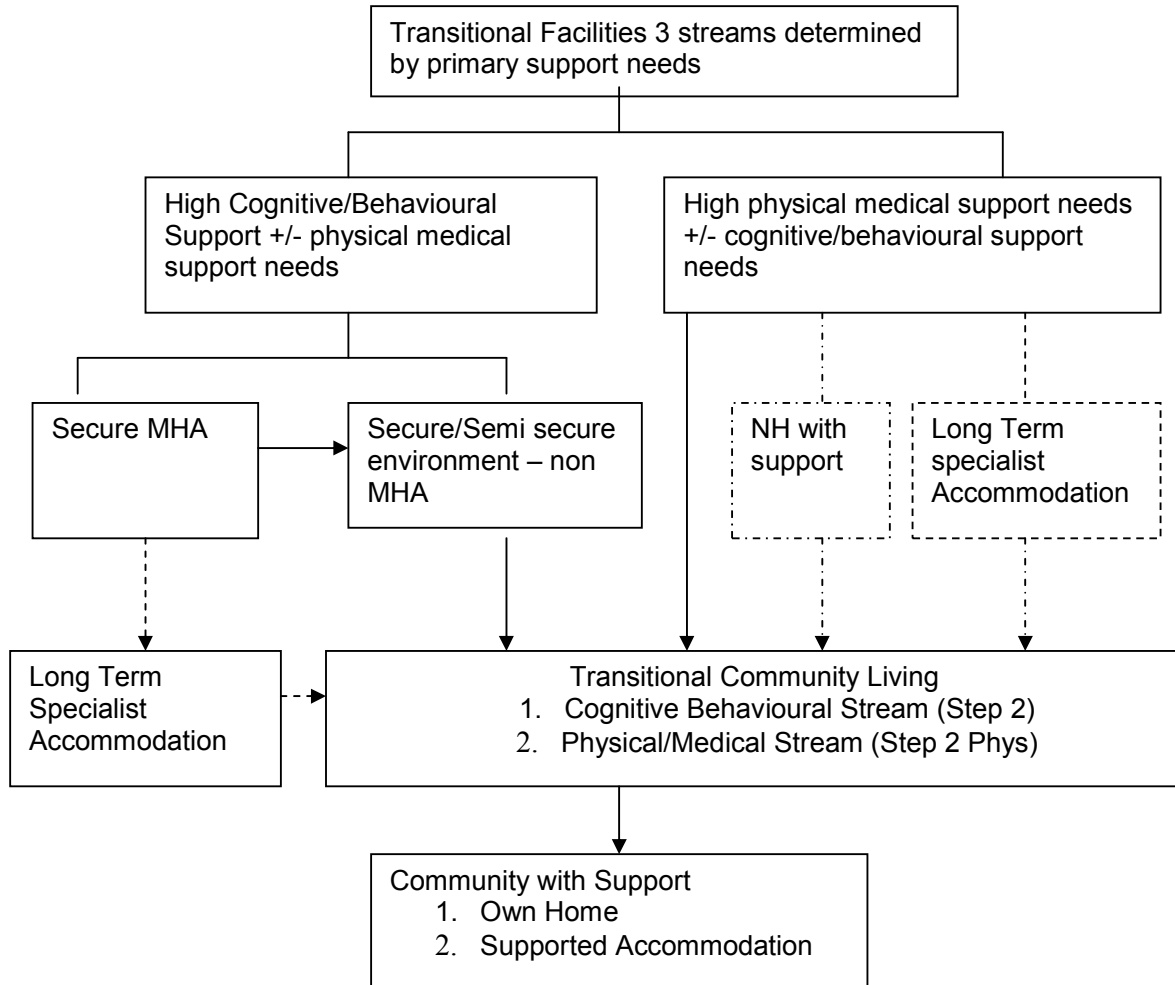 Transitional Facilities 3 streams determined
by primary support needs
High Cognitive/Behavioural
Support +/- physical medical
support needs
High physical medical support needs
+/- cognitive/behavioural support
needs
Secure MHA
Secure/Semi secure
environment – non
MHA
NH with
support
Long Term
specialist
Accommodation
Long Term
Specialist
Accommodation
Transitional Community Living
1. Cognitive Behavioural Stream (Step 2)
2. Physical/Medical Stream (Step 2 Phys)
Community with Support
1. Own Home
2. Supported Accommodation